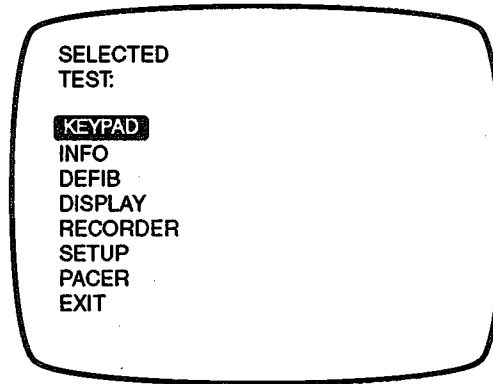 SELECTED
TEST:
KEYPAD
INFO
DEFIB
DISPLAY
RECORDER
SETUP
PACER
EXIT